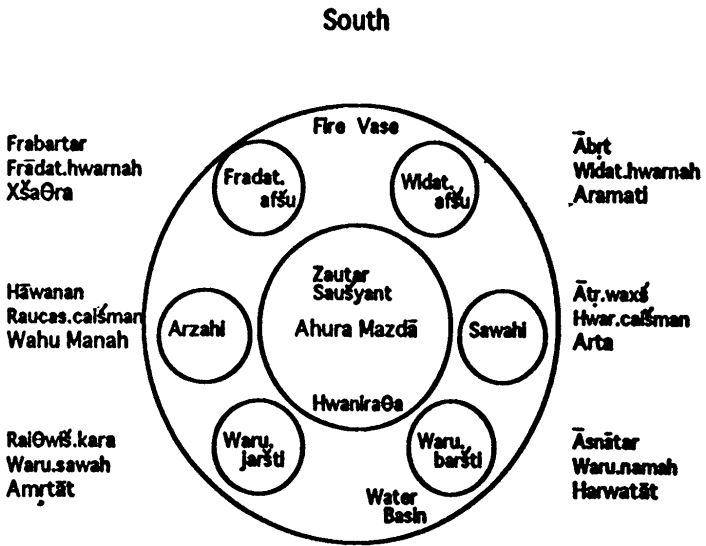 South
Fire Vase
Frabartar
Frādat.hwarnah
XšaΘra
Fradat.
afšu
Widat.
afšu
Ābṛt
Widat.hwarnah
Aramati
Hāwanan
Raucas.caišman
Wahu Manah
Arzahi
Zautar
Saušyant
Ahura Mazdā
HwaniraΘa
Sawahi
Ātṛ.waxš
Hwar.caišman
Arta
RaiΘwiš.kara
Waru.sawah
Amṛtāt
Waru.
jaršti
Waru.
baršti
Water
Basin
Āsnātar
Waru.namah
Harwatāt